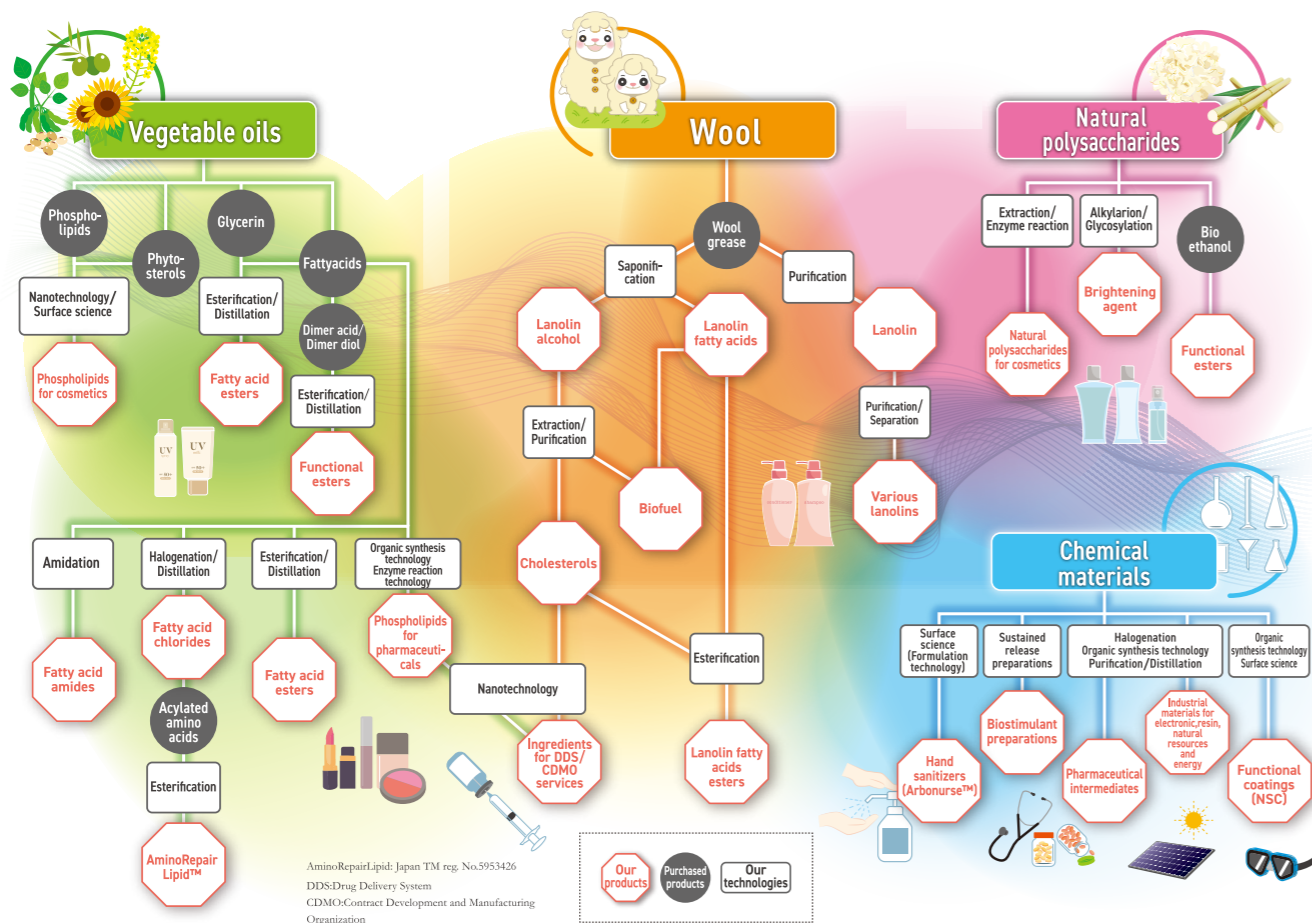 Vegetable oils
Phospho-
lipids
Phyto-
sterols
Glycerin
Fattyacids
Nanotechnology/
Surface science
Esterification/
Distillation
Dimer acid/
Dimer diol
Phospholipids
for cosmetics
Fatty acid
esters
Esterification/
Distillation
Functional
esters
UV
UV
Amidation
Halogenation/
Distillation
Esterification/
Distillation
Organic synthesis
technology
Enzyme reaction
technology
Fatty acid
amides
Fatty acid
chlorides
Fatty acid
esters
Phospholipids
for
pharmaceuti-
cals
Acylated
amino
acids
Esterification
AminoRepair
Lipid™
Nanotechnology
Wool
Wool
grease
Saponifi-
cation
Purification
Lanolin
alcohol
Lanolin
fatty acids
Lanolin
Extraction/
Purification
Purification/
Separation
Biofuel
Various
lanolins
Cholesterols
Esterification
Ingredients
for DDS/
CDMO
services
Lanolin fatty
acids
esters
Natural
polysaccharides
Extraction/
Enzyme reaction
Alkylarion/
Glycosylation
Bio
ethanol
Brightening
agent
Natural
polysaccharides
for cosmetics
Functional
esters
Chemical
materials
Surface
science
(Formulation
technology)
Sustained
release
preparations
Halogenation
Organic synthesis technology
Purification/Distillation
Organic
synthesis technology
Surface science
Hand
sanitizers
(Arbonurse™)
Biostimulant
preparations
Pharmaceutical
intermediates
Industrial
materials for
electronic,resin,
natural
resources
and
energy
Functional
coatings
(NSC)
AminoRepairLipid: Japan TM reg. No.5953426
DDS:Drug Delivery System
CDMO:Contract Development and Manufacturing
Organization
Our
products
Purchased
products
Our
technologies